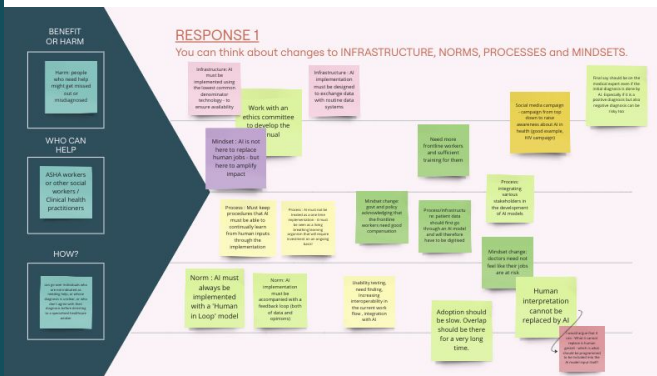 BENEFIT
OR HARM
Harm: people
who need help
might get missed
out or
misdiagnosed
WHO CAN
HELP
ASHA workers
or other social
workers /
Clinical health
practitioners
HOW?
RESPONSE 1
You can think about changes to INFRASTRUCTURE, NORMS, PROCESSES and MINDSETS.
Infrastructure: AI
must be
implemented using
the lowest common
denominator
technology - to
ensure availability
Infrastructure : AI
implementation
must be
designed to
exchange data
with routine data
systems
Work with an
ethics committee
to develop the
Mindset : AI is not
here to replace
human jobs - but
here to amplify
impact
Need more
frontline workers
and sufficient
training for them
Social media campaign
- campaign from top
down to raise
awareness about AI in
health (good example,
HIV campaign)
Process :
Integrating
various
stakeholders in
the development
of AI models
Process : Must keep
procedures that AI
must be able to
continually learn
from human inputs
through the
implementation
Mindset change:
govt and policy
acknowledging that
the frontline
workers need good
compensation
patient data
should first go
through an AI model
and will therefore
have to be digitised
Mindset change:
doctors need not
feel like their jobs
are at risk
Norm : AI must
always be
implemented
with a 'Human
in Loop' model
Norm: AI
implementation
must be
accompanied with a
feedback loop (both
of data and
opinions)
Usability testing,
need finding,
Increasing
interoperability in
the current work
flow , integration
with AI
Adoption should
be slow. Overlap
should be there
for a very long
time.
Human
interpretation
cannot be
replaced by AI